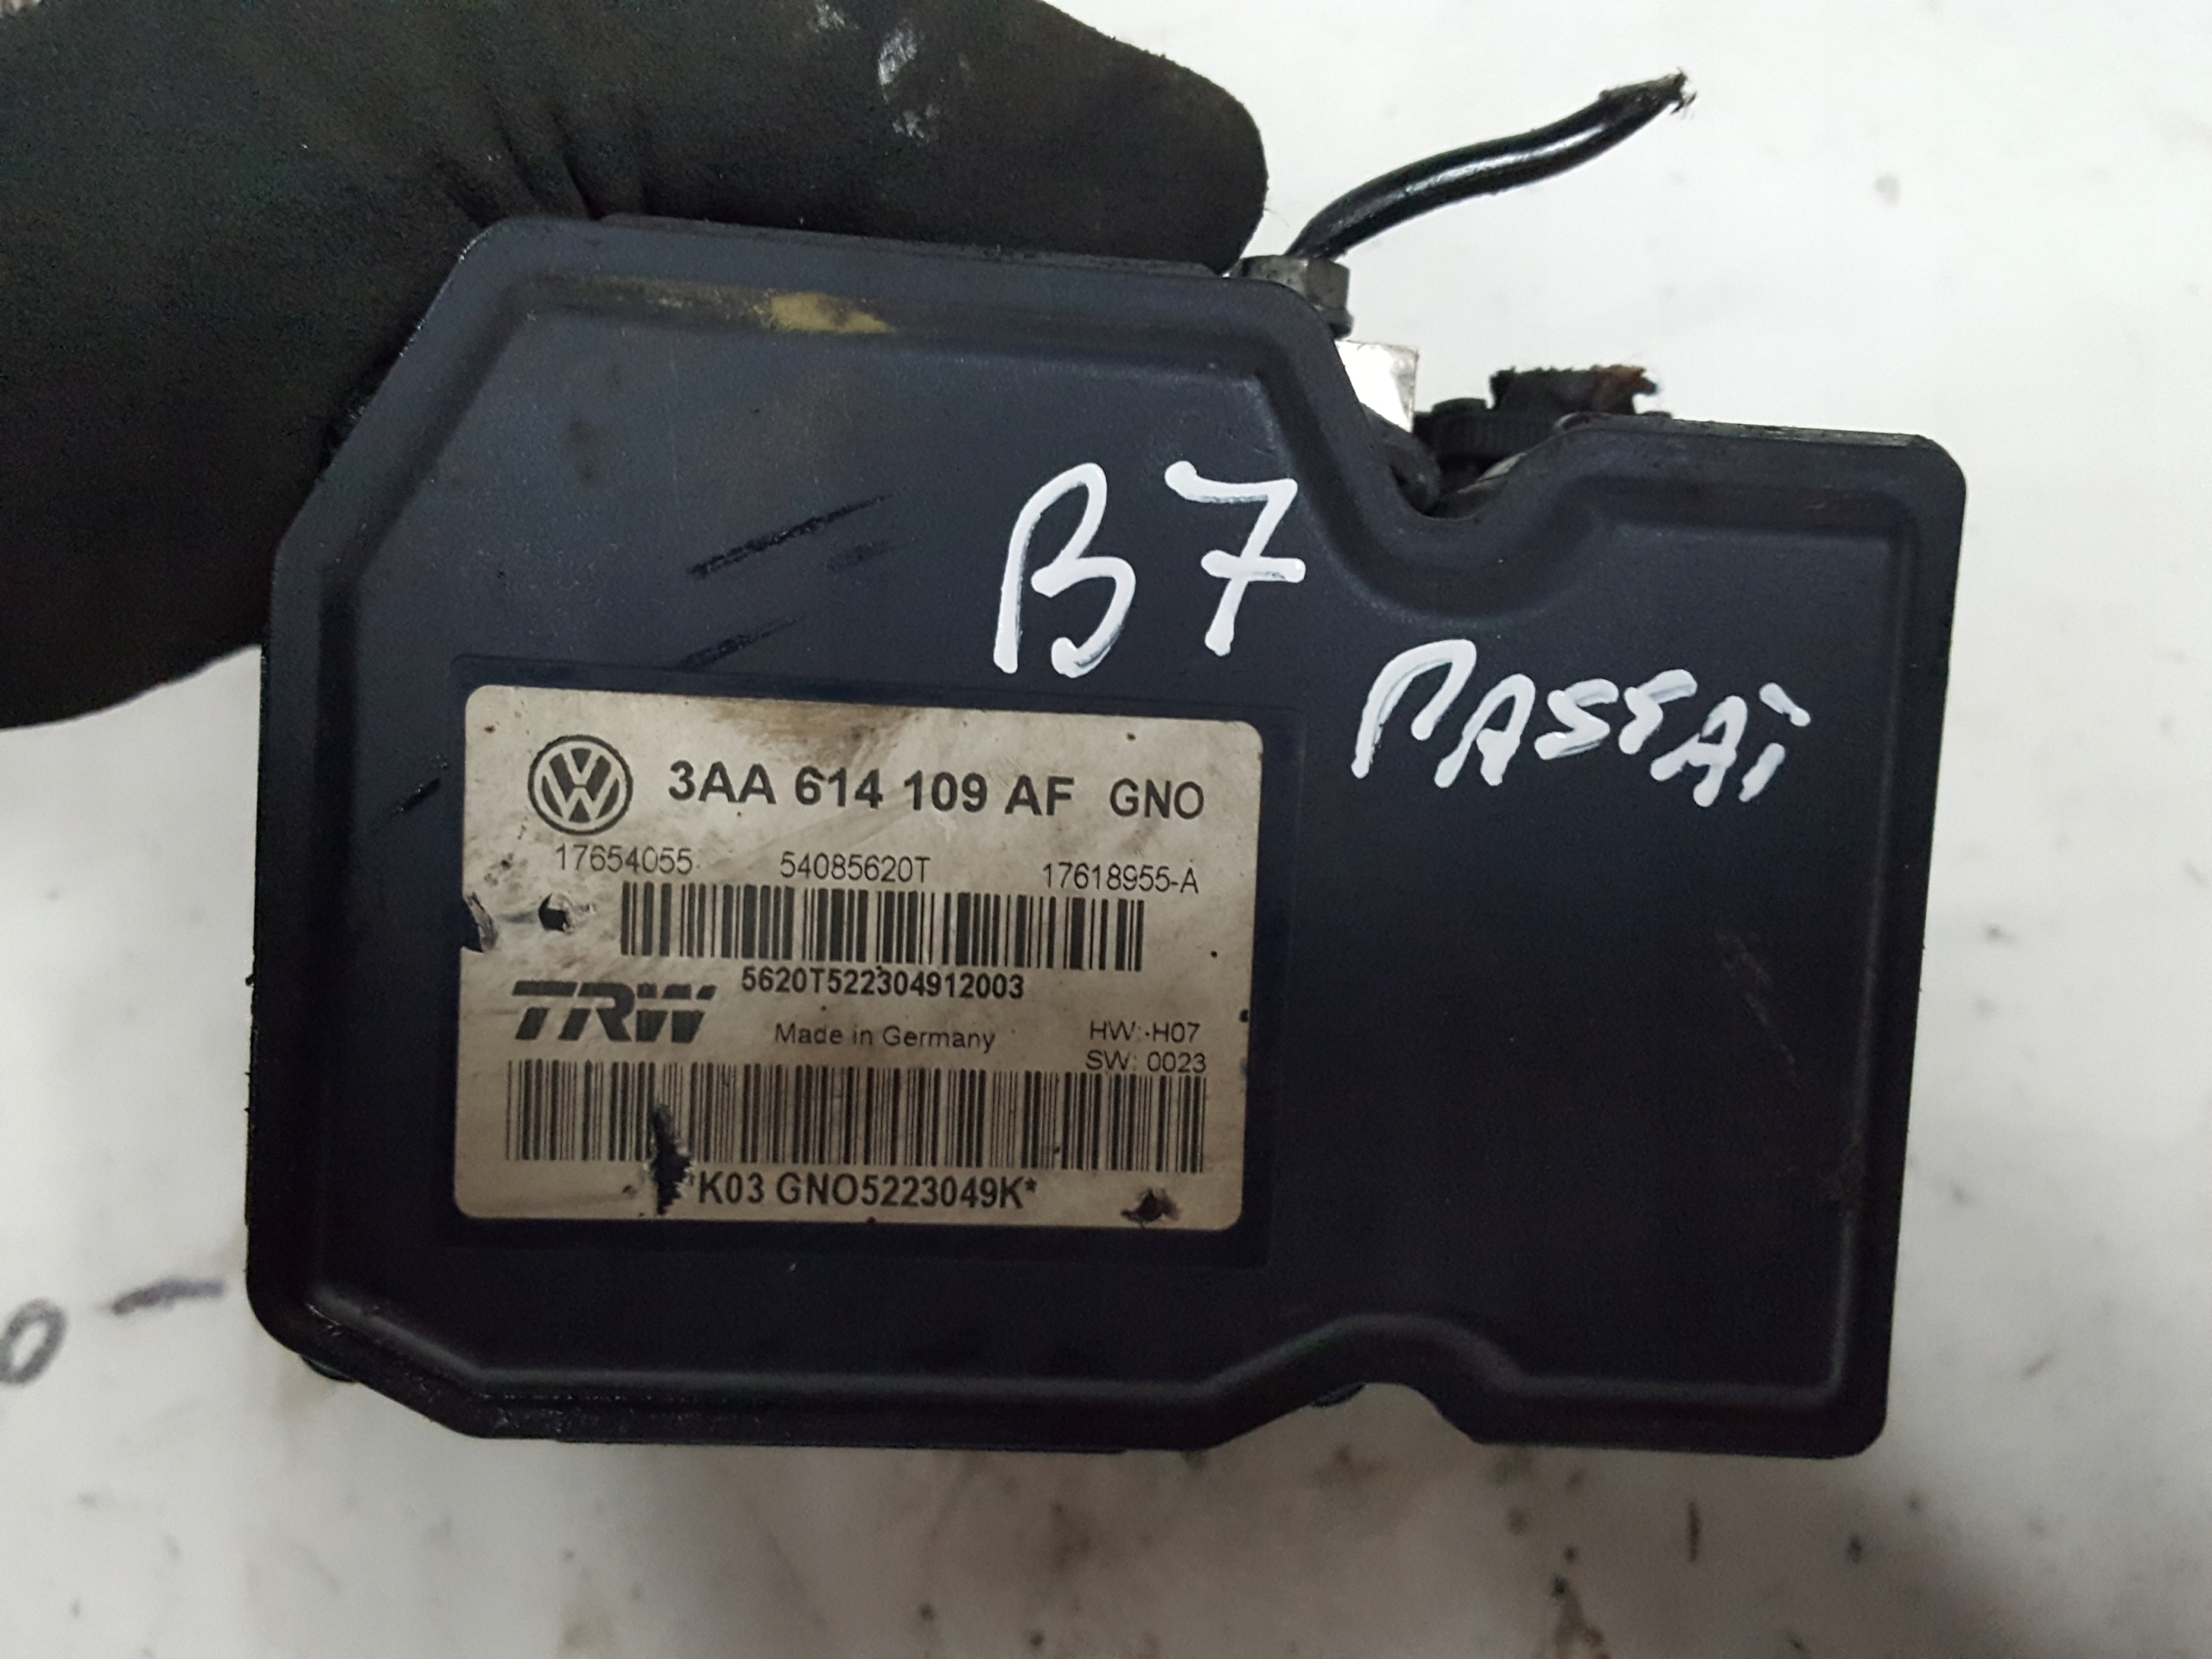 B7
PASSAT
3AA 614 109 AF GNO
17654055 54085620T 17618955-A
5620T522304912003
TRW
Made in Germany
HW: H07
SW: 0023
K03 GNO5223049K*